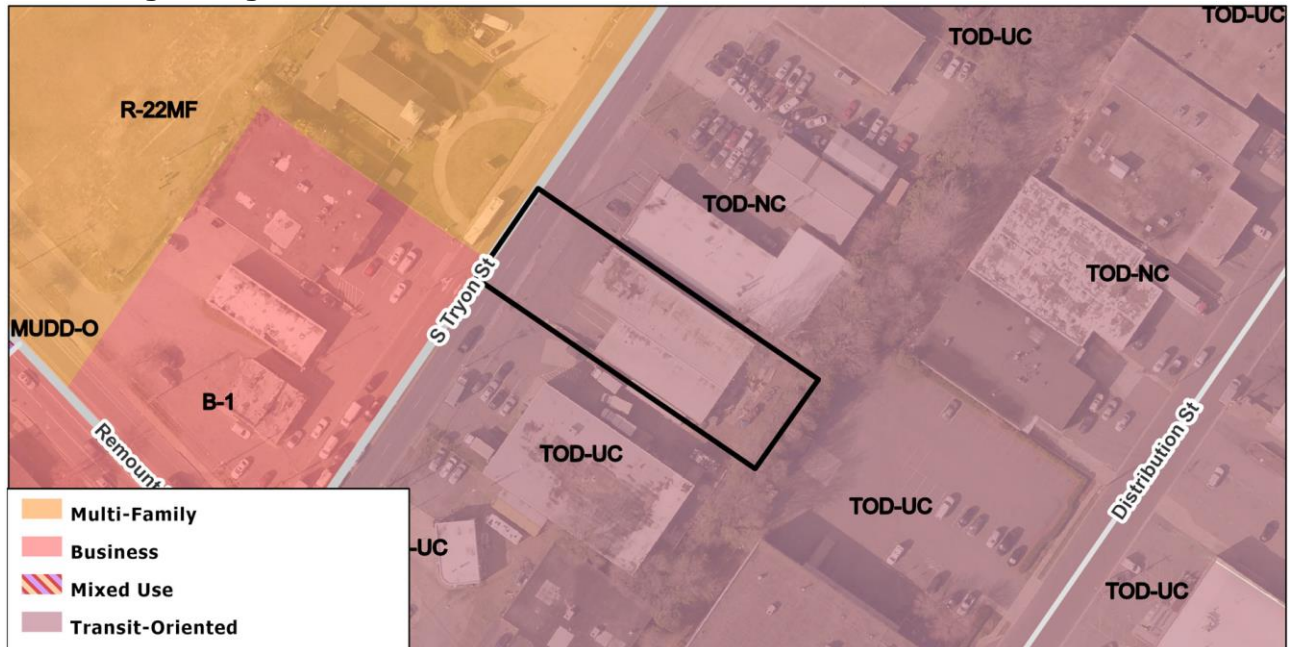 TOD-UC
TOD-UC
R-22MF
TOD-NC
TOD-NC
S Tryon St
MUDD-O
B-1
Remount
TOD-UC
Distribution St
TOD-UC
-UC
TOD-UC
Multi-Family
Business
Mixed Use
Transit-Oriented